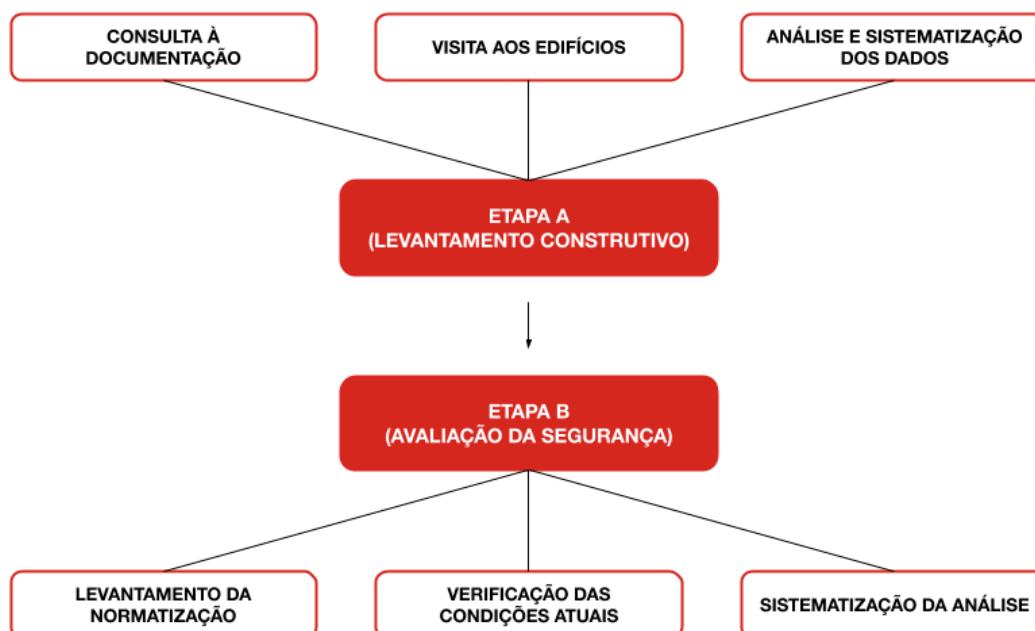 CONSULTA À
DOCUMENTAÇÃO
VISITA AOS EDIFÍCIOS
ANÁLISE E SISTEMATIZAÇÃO
DOS DADOS
ETAPA A
(LEVANTAMENTO CONSTRUTIVO)
ETAPA B
(AVALIAÇÃO DA SEGURANÇA)
LEVANTAMENTO DA
NORMATIZAÇÃO
VERIFICAÇÃO DAS
CONDIÇÕES ATUAIS
SISTEMATIZAÇÃO DA ANÁLISE